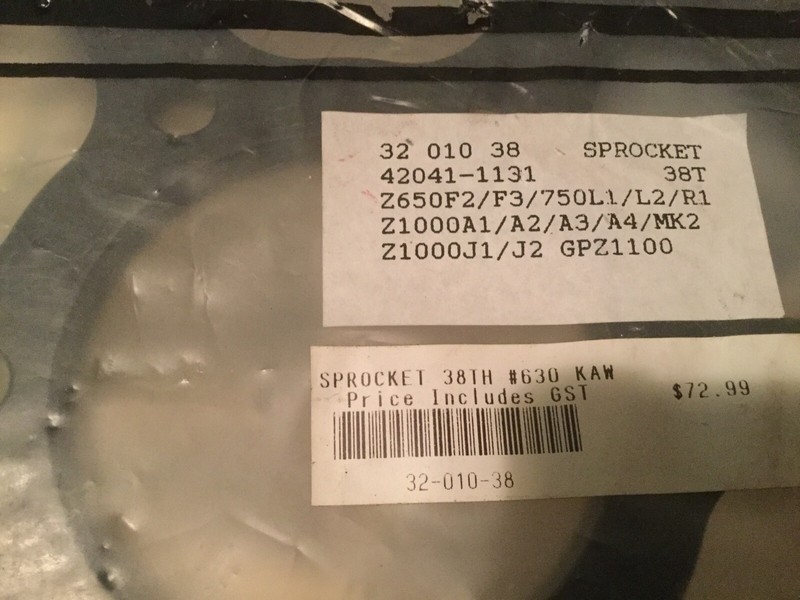 32 010 38 SPROCKET
42041-1131 38T
Z650F2/F3/750L1/L2/R1
Z1000A1/A2/A3/A4/MK2
Z1000J1/J2 GPZ1100
SPROCKET 38TH #630 KAW
Price Includes GST $72.99
32-010-38